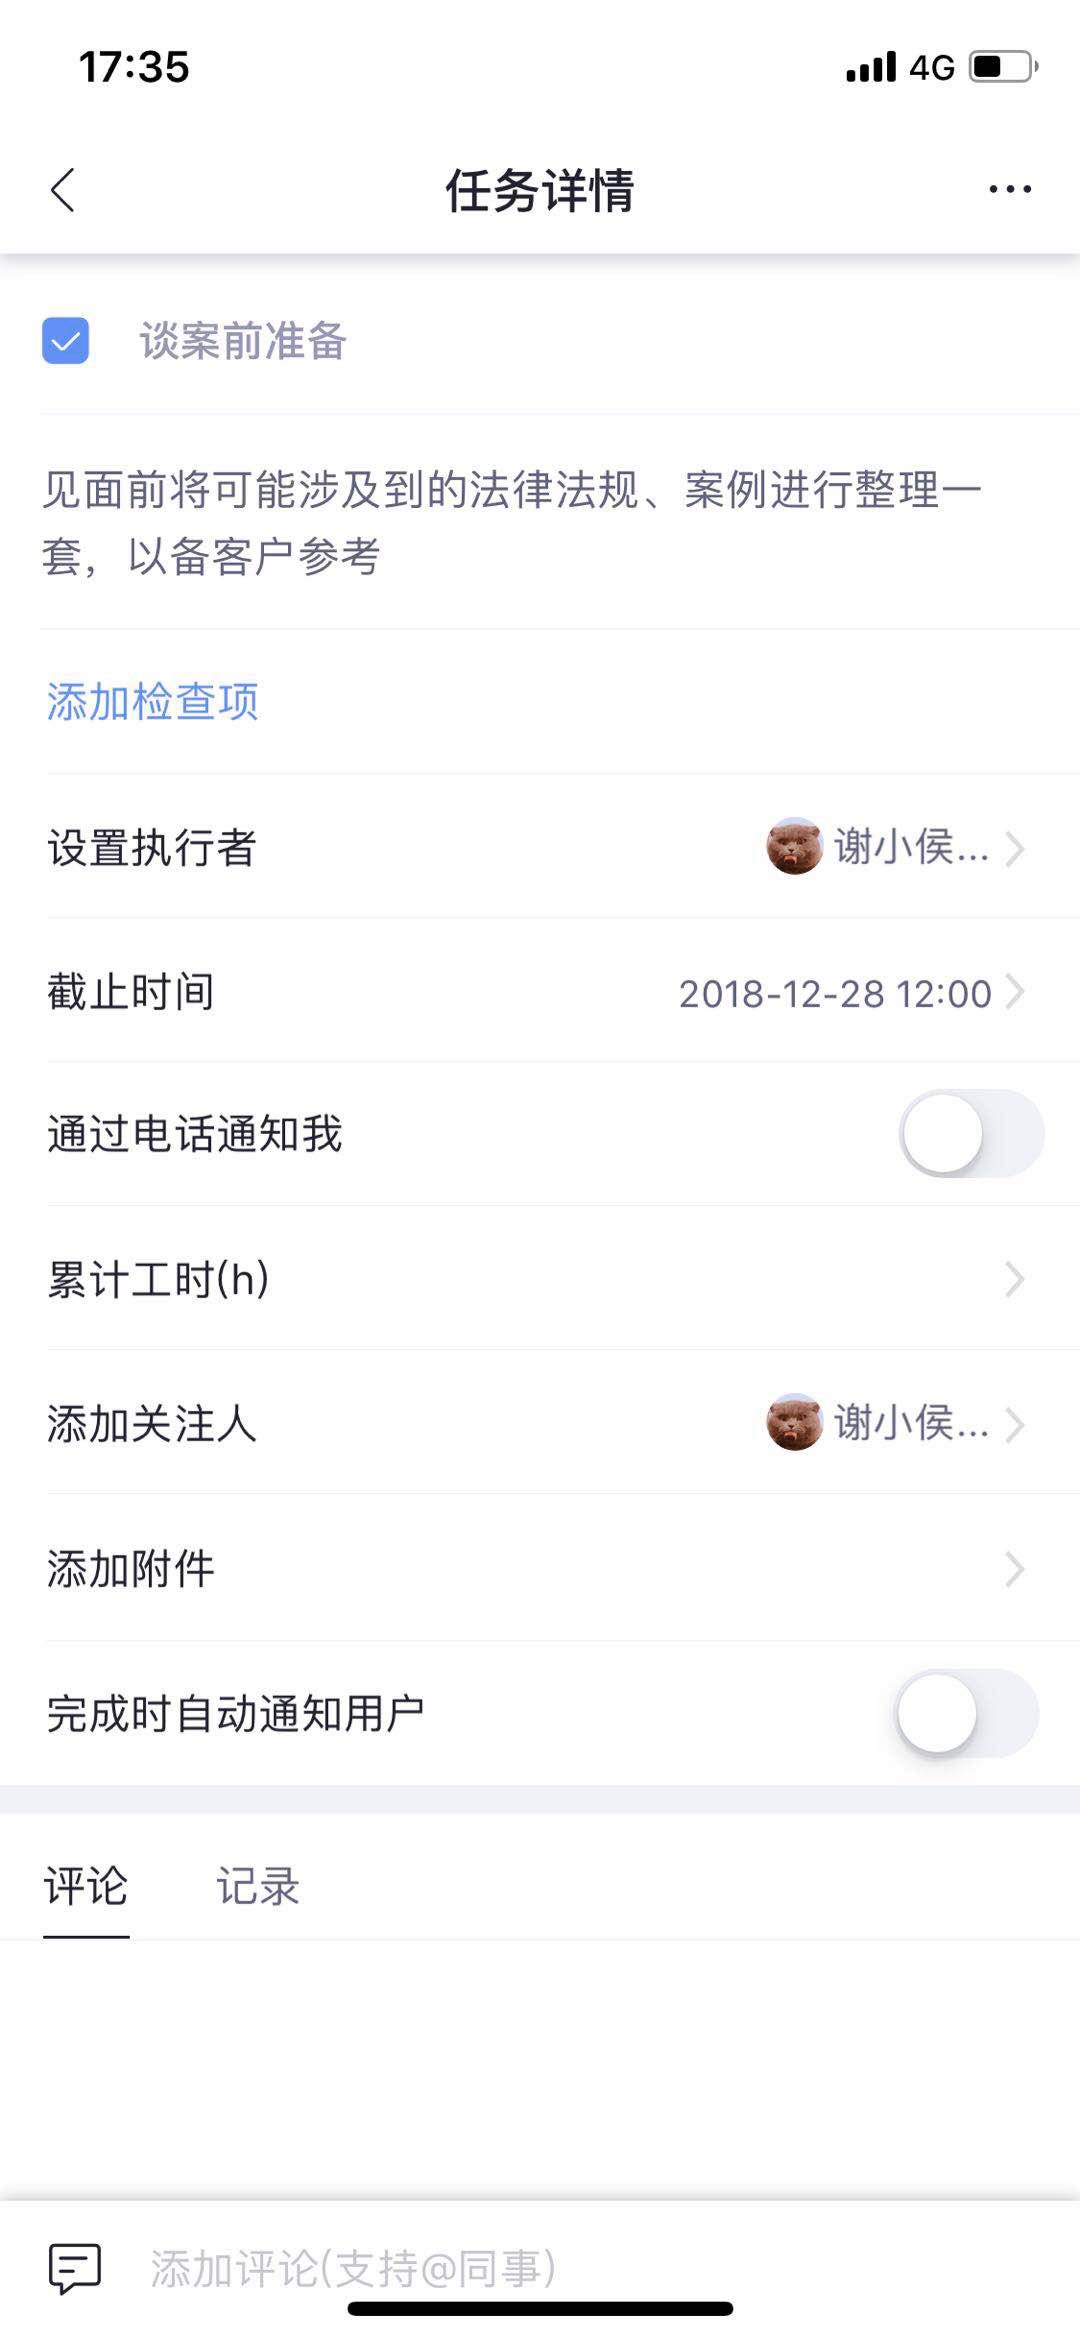 17:35
4G
任务详情
谈案前准备
见面前将可能涉及到的法律法规、案例进行整理一
套，以备客户参考
添加检查项
设置执行者
谢小侯...
截止时间
2018-12-28 12:00
通过电话通知我
累计工时(h)
添加关注人
谢小侯...
添加附件
完成时自动通知用户
评论
记录
添加评论(支持@同事)